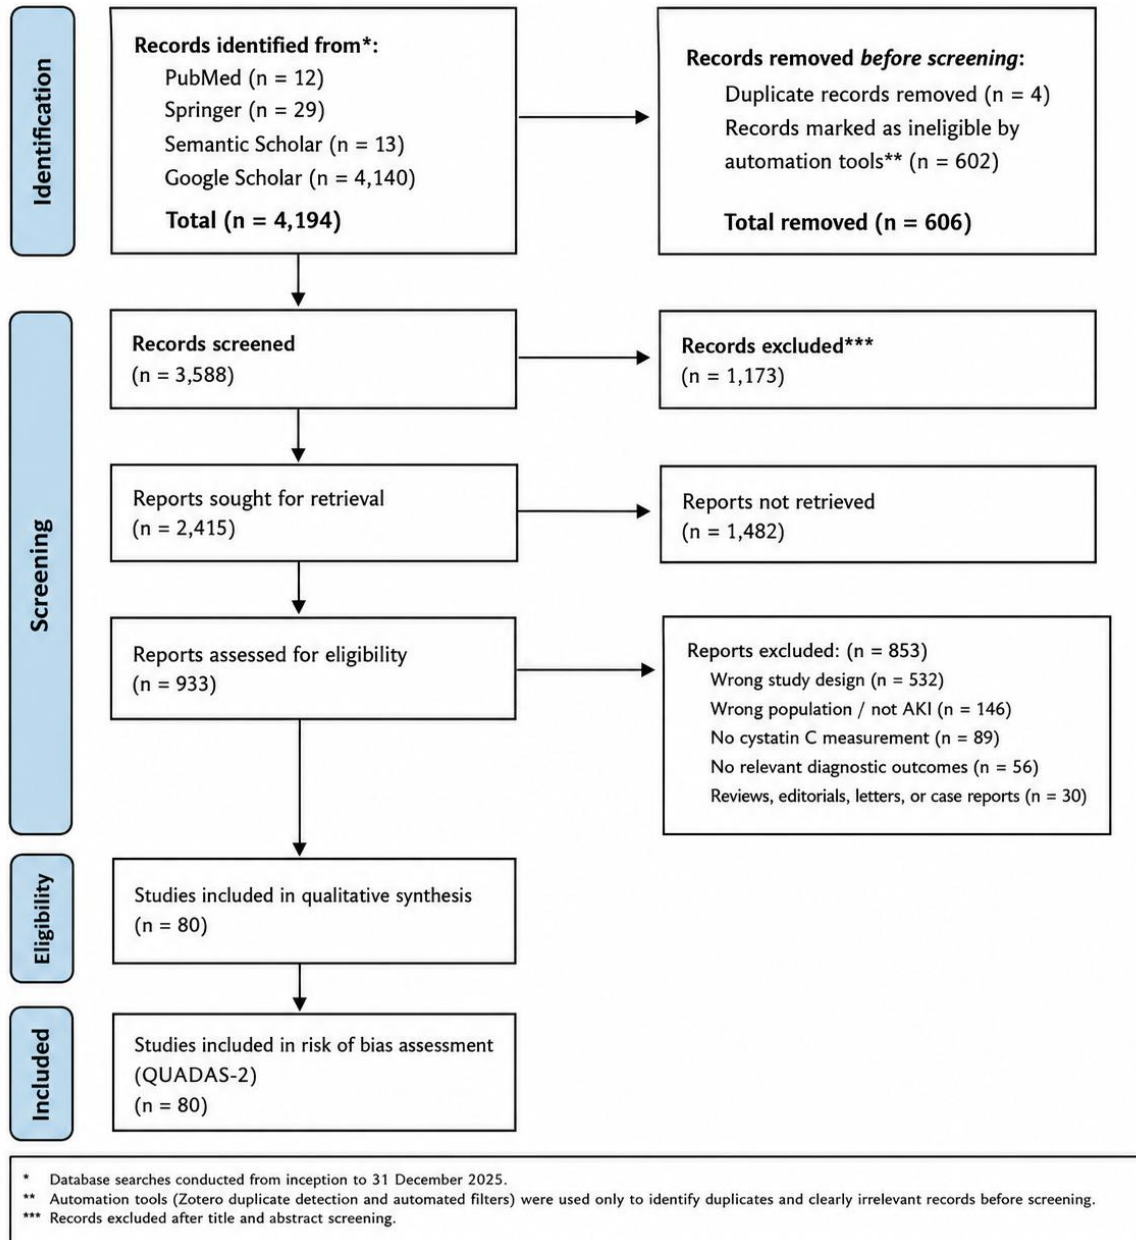 Identification
Records identified from*:
PubMed (n = 12)
Springer (n = 29)
Semantic Scholar (n = 13)
Google Scholar (n = 4,140)
Total (n = 4,194)
Records removed before screening:
Duplicate records removed (n = 4)
Records marked as ineligible by
automation tools** (n = 602)
Total removed (n = 606)
Screening
Records screened
(n = 3,588)
Records excluded***
(n = 1,173)
Reports sought for retrieval
(n = 2,415)
Reports not retrieved
(n = 1,482)
Reports assessed for eligibility
(n = 933)
Reports excluded: (n = 853)
Wrong study design (n = 532)
Wrong population / not AKI (n = 146)
No cystatin C measurement (n = 89)
No relevant diagnostic outcomes (n = 56)
Reviews, editorials, letters, or case reports (n = 30)
Eligibility
Studies included in qualitative synthesis
(n = 80)
Included
Studies included in risk of bias assessment
(QUADAS-2)
(n = 80)
* Database searches conducted from inception to 31 December 2025.
** Automation tools (Zotero duplicate detection and automated filters) were used only to identify duplicates and clearly irrelevant records before screening.
*** Records excluded after title and abstract screening.